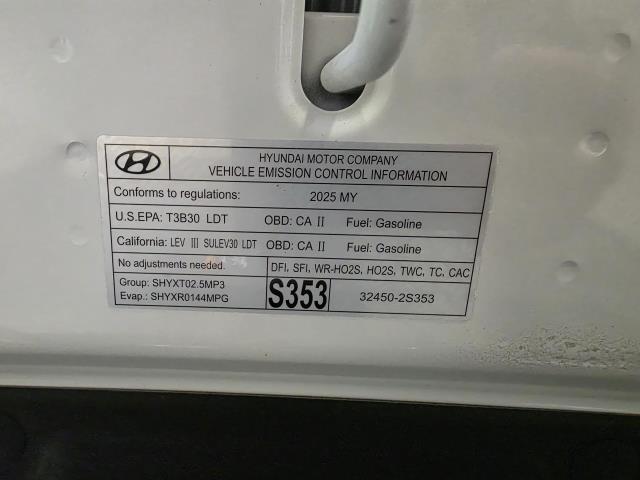 HYUNDAI MOTOR COMPANY
VEHICLE EMISSION CONTROL INFORMATION
Conforms to regulations: 2025 MY
U.S.EPA: T3B30 LDT OBD: CA II Fuel: Gasoline
California: LEV III SULEV30 LDT OBD: CA II Fuel: Gasoline
No adjustments needed. DFI, SFI, WR-HO2S, HO2S, TWC, TC, CAC
Group: SHYXT02.5MP3
Evap.: SHYXR0144MPG
S353
32450-2S353